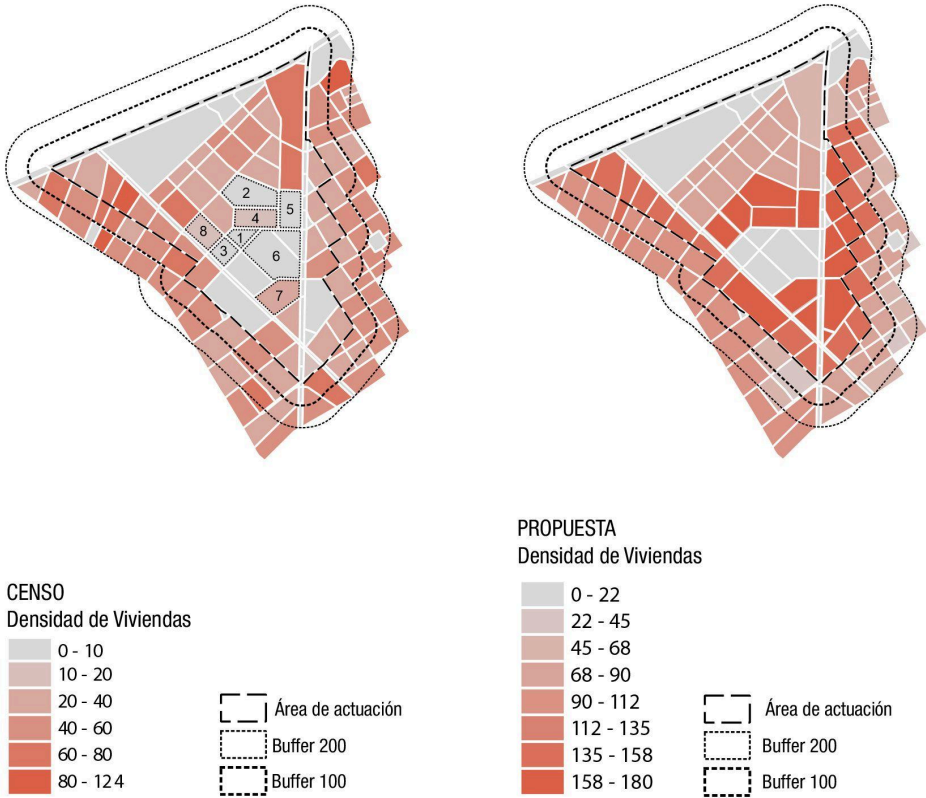 2
5
4
8
1
3
6
7
CENSO
Densidad de Viviendas
0 - 10
10 - 20
20 - 40
40 - 60
60 - 80
80 - 124
Área de actuación
Buffer 200
Buffer 100
PROPUESTA
Densidad de Viviendas
0 - 22
22 - 45
45 - 68
68 - 90
90 - 112
112 - 135
135 - 158
158 - 180
Área de actuación
Buffer 200
Buffer 100